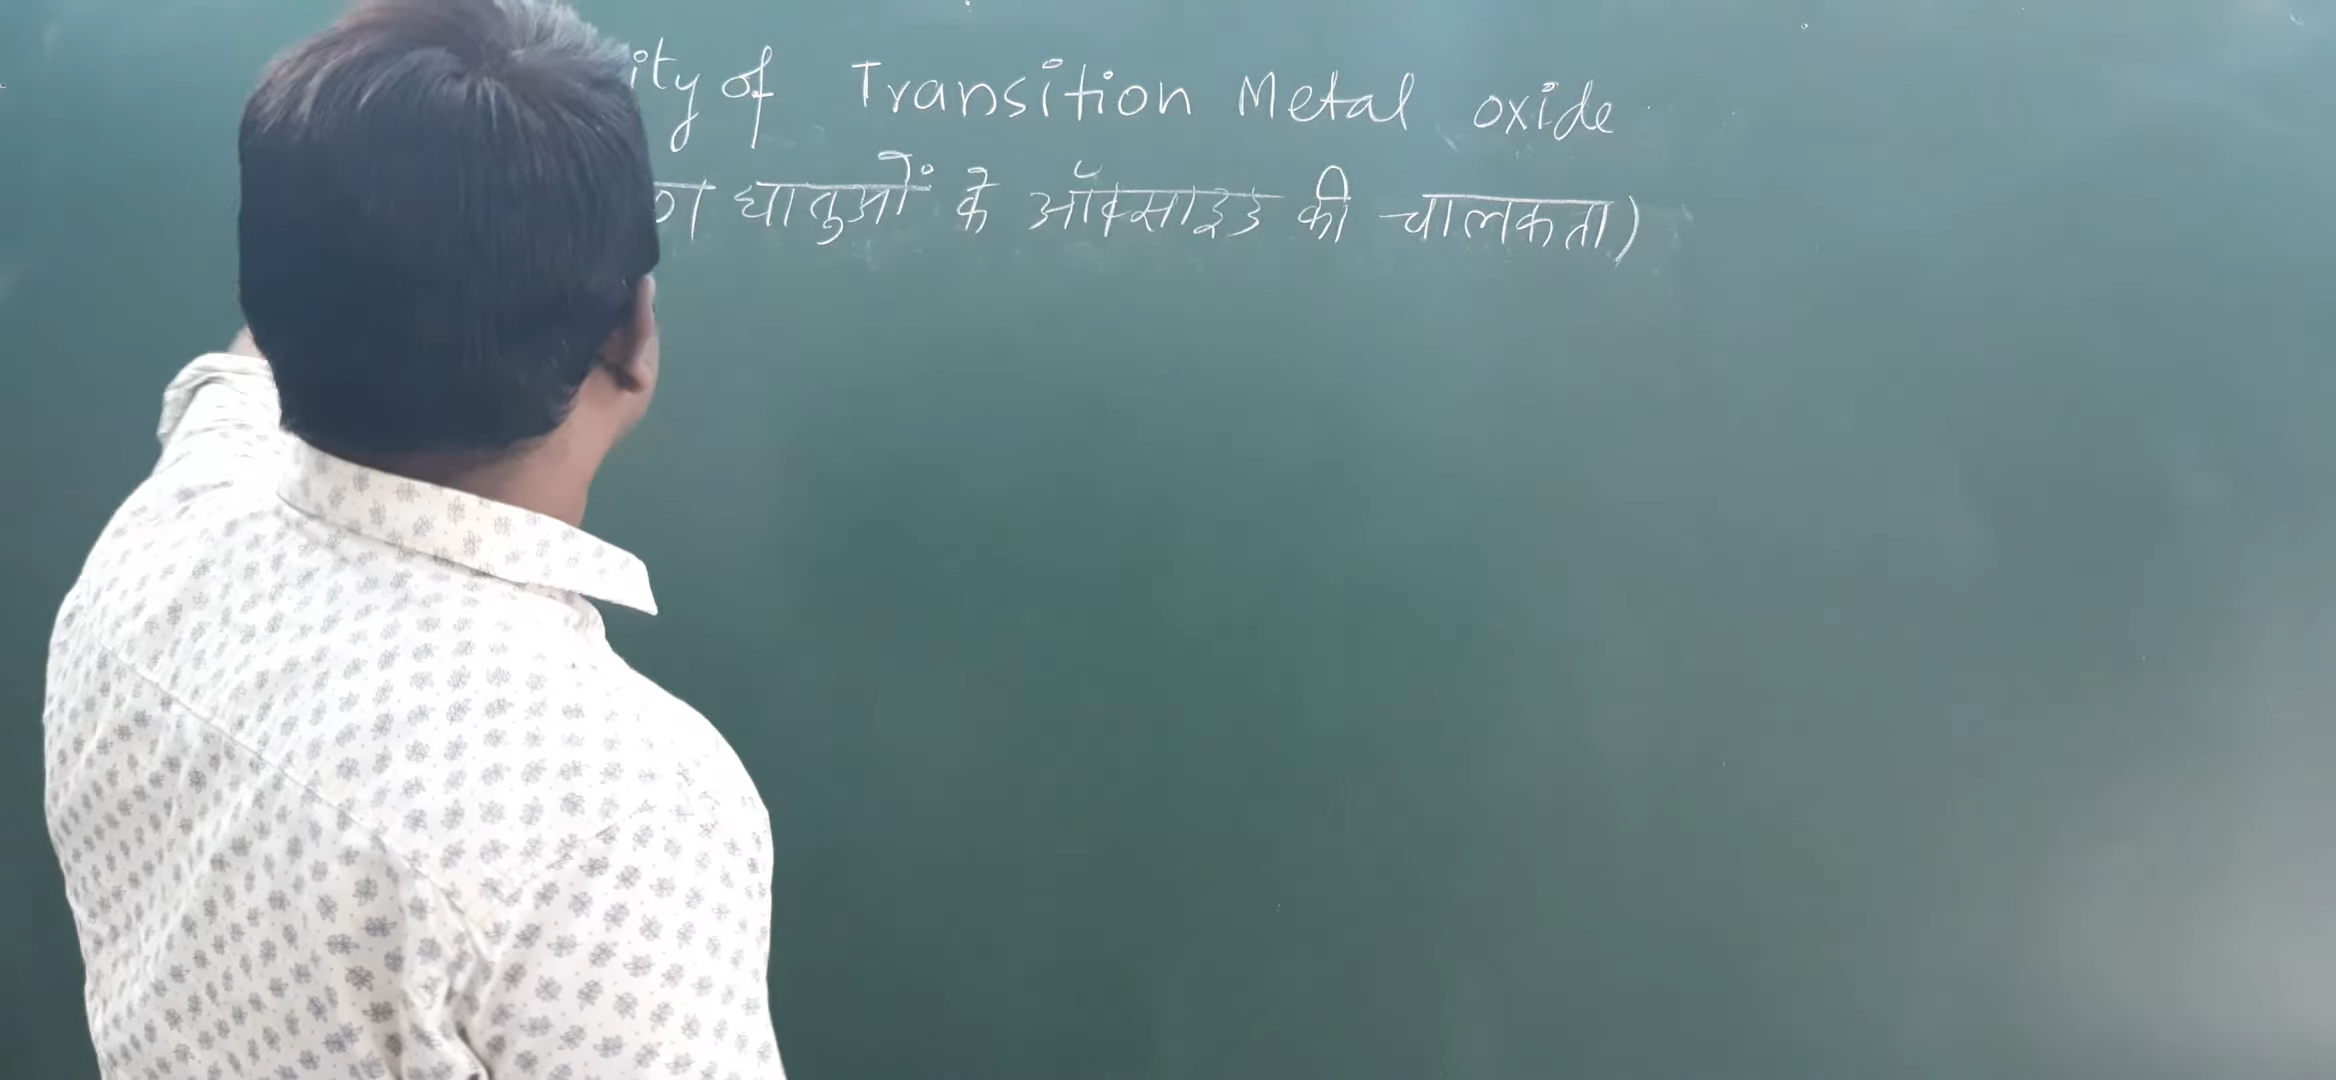 ity of Transition Metal oxide
ण धातुओं के ऑक्साइड की चालकता)